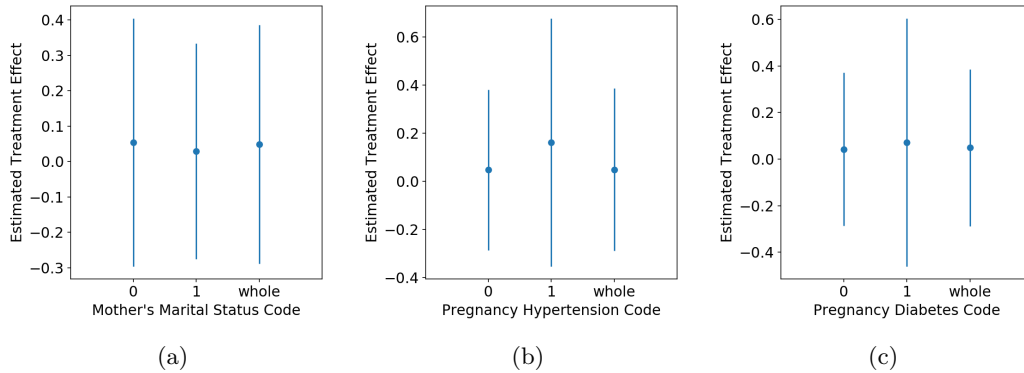 Estimated Treatment Effect
0.4
0.3
0.2
0.1
0.0
−0.1
−0.2
−0.3
0 1 whole
Mother's Marital Status Code
(a)
Estimated Treatment Effect
0.6
0.4
0.2
0.0
−0.2
−0.4
0 1 whole
Pregnancy Hypertension Code
(b)
Estimated Treatment Effect
0.6
0.4
0.2
0.0
−0.2
−0.4
0 1 whole
Pregnancy Diabetes Code
(c)